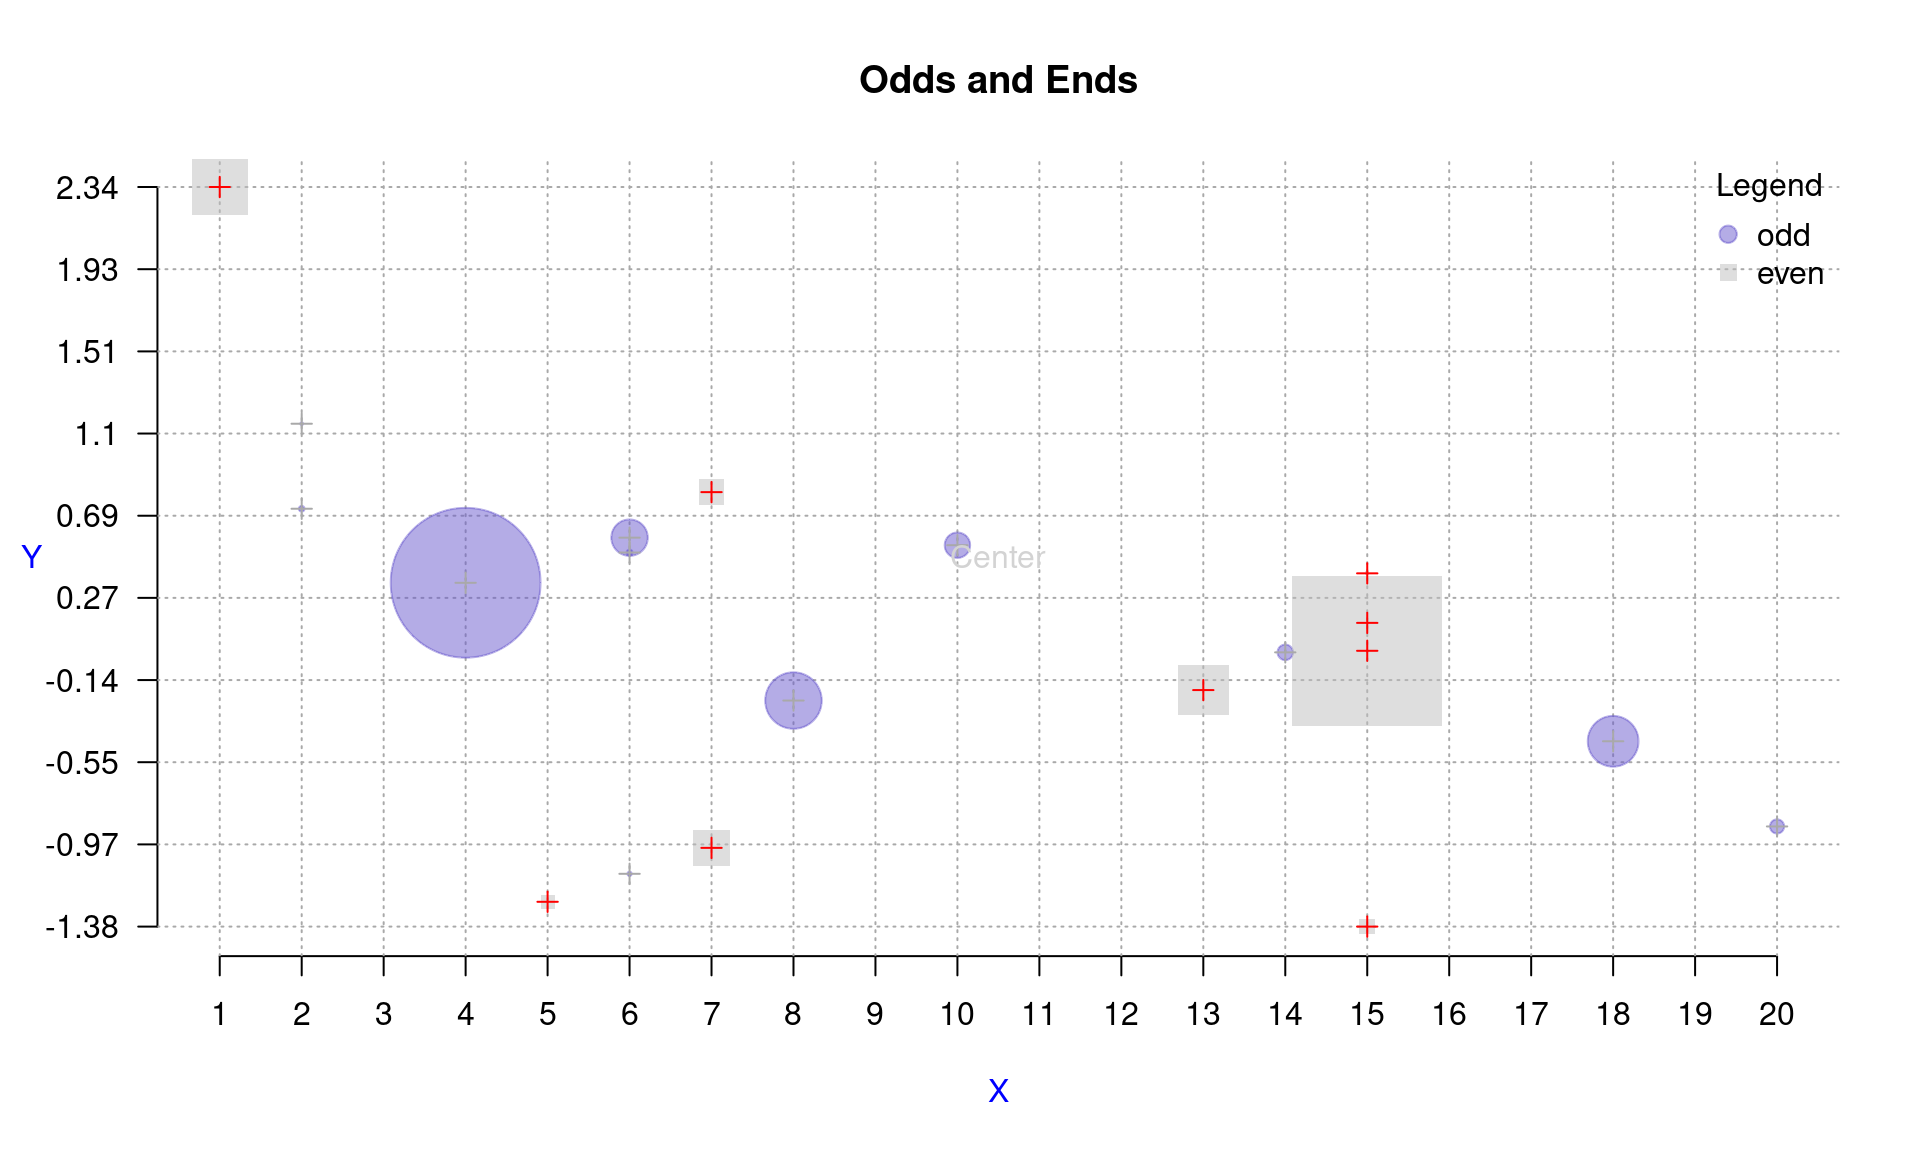 Odds and Ends
Legend
odd
even
2.34
1.93
1.51
1.1
0.69
0.27
-0.14
-0.55
-0.97
-1.38
Y
Center
1 2 3 4 5 6 7 8 9 10 11 12 13 14 15 16 17 18 19 20
X